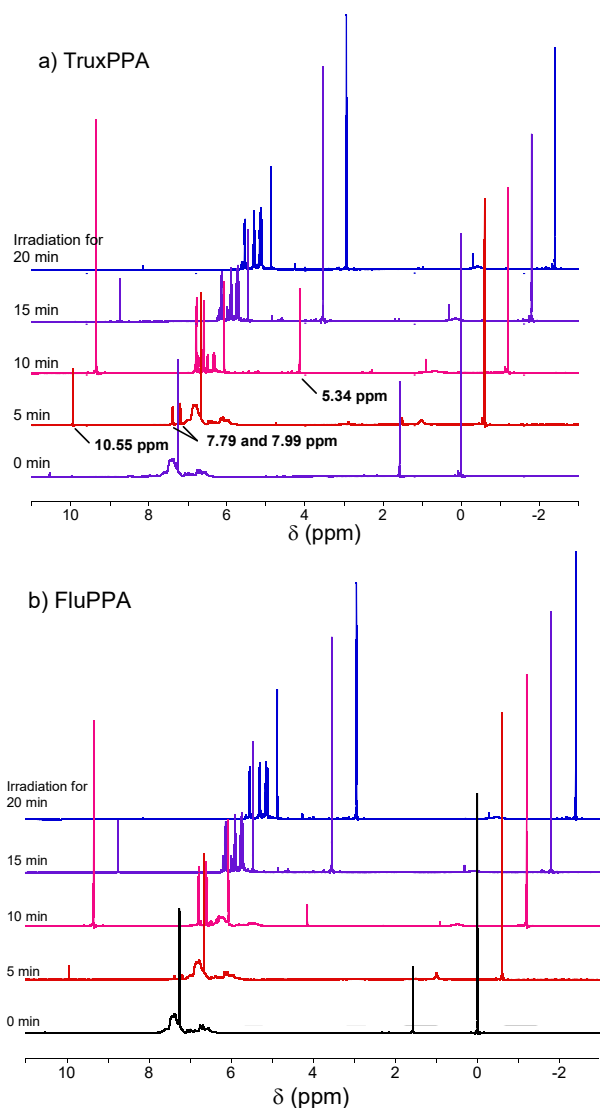 a) TruxPPA
Irradiation for
20 min
15 min
10 min
5.34 ppm
5 min
10.55 ppm
7.79 and 7.99 ppm
0 min
10 8 6 4 2 0 -2
δ (ppm)
b) FluPPA
Irradiation for
20 min
15 min
10 min
5 min
0 min
10 8 6 4 2 0 -2
δ (ppm)